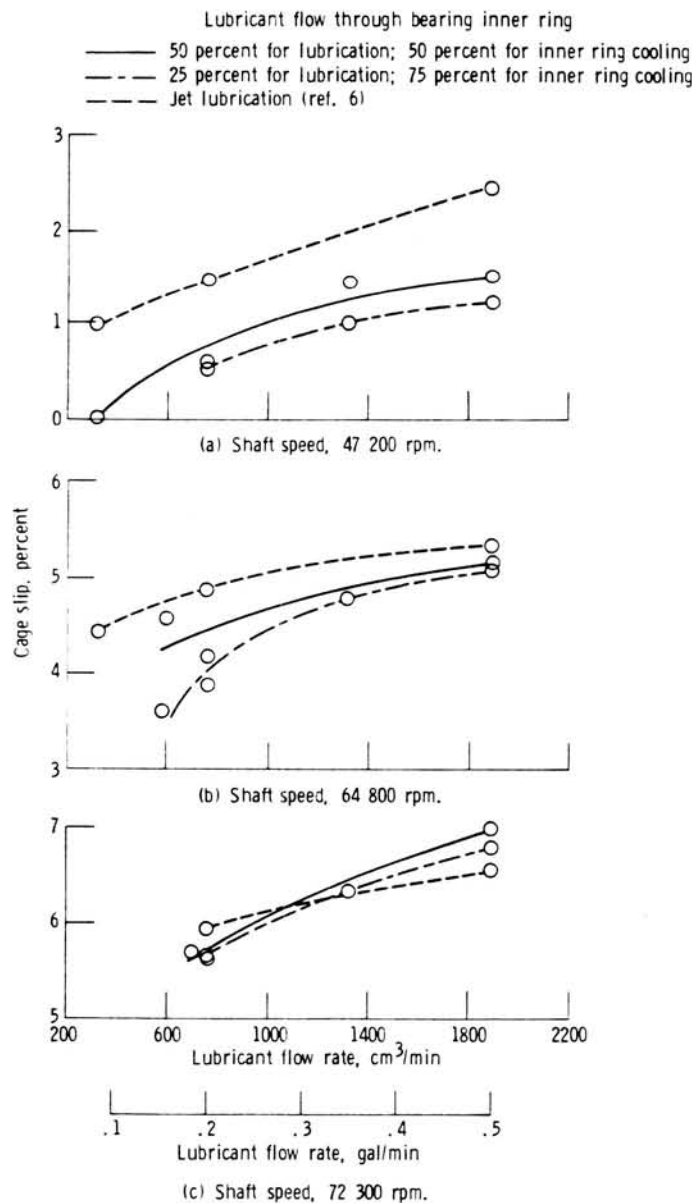 Lubricant flow through bearing inner ring
50 percent for lubrication; 50 percent for inner ring cooling
25 percent for lubrication; 75 percent for inner ring cooling
Jet lubrication (ref. 6)
3
2
1
0
(a) Shaft speed, 47 200 rpm.
6
5
4
3
Cage slip, percent
(b) Shaft speed, 64 800 rpm.
7
6
5
200 600 1000 1400 1800 2200
Lubricant flow rate, cm³/min
.1 .2 .3 .4 .5
Lubricant flow rate, gal/min
(c) Shaft speed, 72 300 rpm.